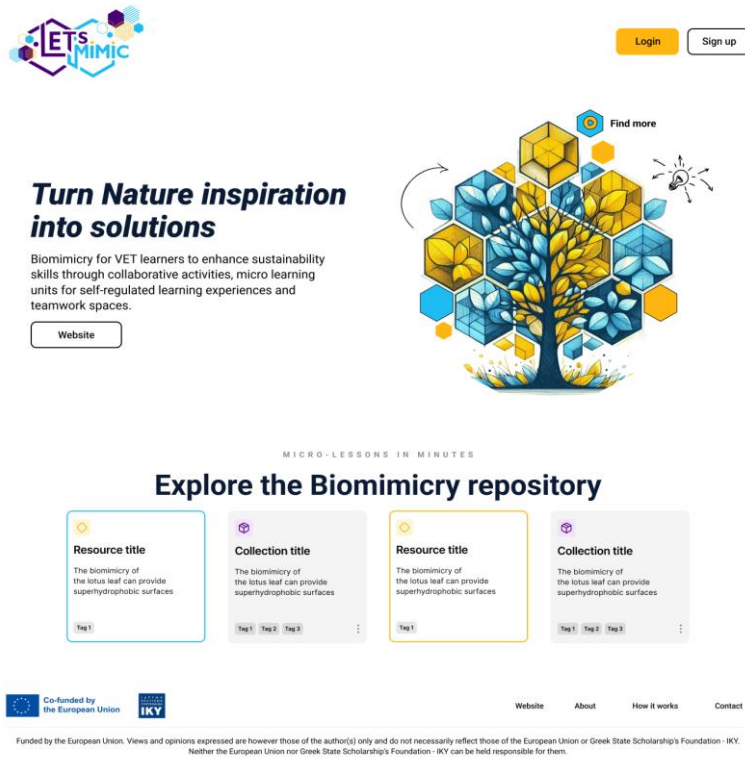 LET'S
MIMIC
Login
Sign up
Find more
Turn Nature inspiration
into solutions
Biomimicry for VET learners to enhance sustainability
skills through collaborative activities, micro learning
units for self-regulated learning experiences and
teamwork spaces.
Website
MICRO-LESSONS IN MINUTES
Explore the Biomimicry repository
Resource title
The biomimicry of
the lotus leaf can provide
superhydrophobic surfaces
Tag 1
Collection title
The biomimicry of
the lotus leaf can provide
superhydrophobic surfaces
Tag 1 Tag 2 Tag 3
Resource title
The biomimicry of
the lotus leaf can provide
superhydrophobic surfaces
Tag 1
Collection title
The biomimicry of
the lotus leaf can provide
superhydrophobic surfaces
Tag 1 Tag 2 Tag 3
Co-funded by
the European Union
IKY
Website About How it works Contact
Funded by the European Union. Views and opinions expressed are however those of the author(s) only and do not necessarily reflect those of the European Union or Greek State Scholarship's Foundation - IKY.
Neither the European Union nor Greek State Scholarship's Foundation - IKY can be held responsible for them.